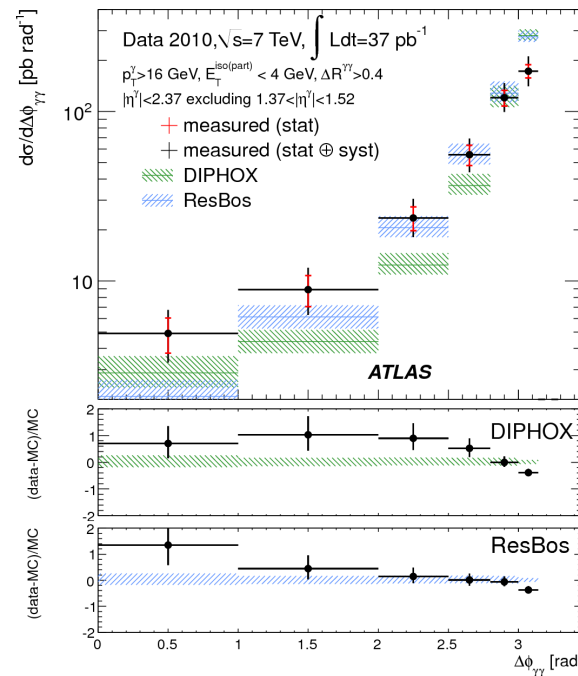 Data 2010, √s=7 TeV, ∫ Ldt=37 pb⁻¹
p_T^γ>16 GeV, E_T^iso(part) < 4 GeV, ΔR^γγ>0.4
|η^γ|<2.37 excluding 1.37<|η^γ|<1.52
measured (stat)
measured (stat ⊕ syst)
DIPHOX
ResBos
dσ/dΔϕ_γγ [pb rad⁻¹]
10²
10
ATLAS
(data-MC)/MC
2
1
0
-1
-2
DIPHOX
(data-MC)/MC
2
1
0
-1
-2
ResBos
0
0.5
1
1.5
2
2.5
3
Δϕ_γγ [rad